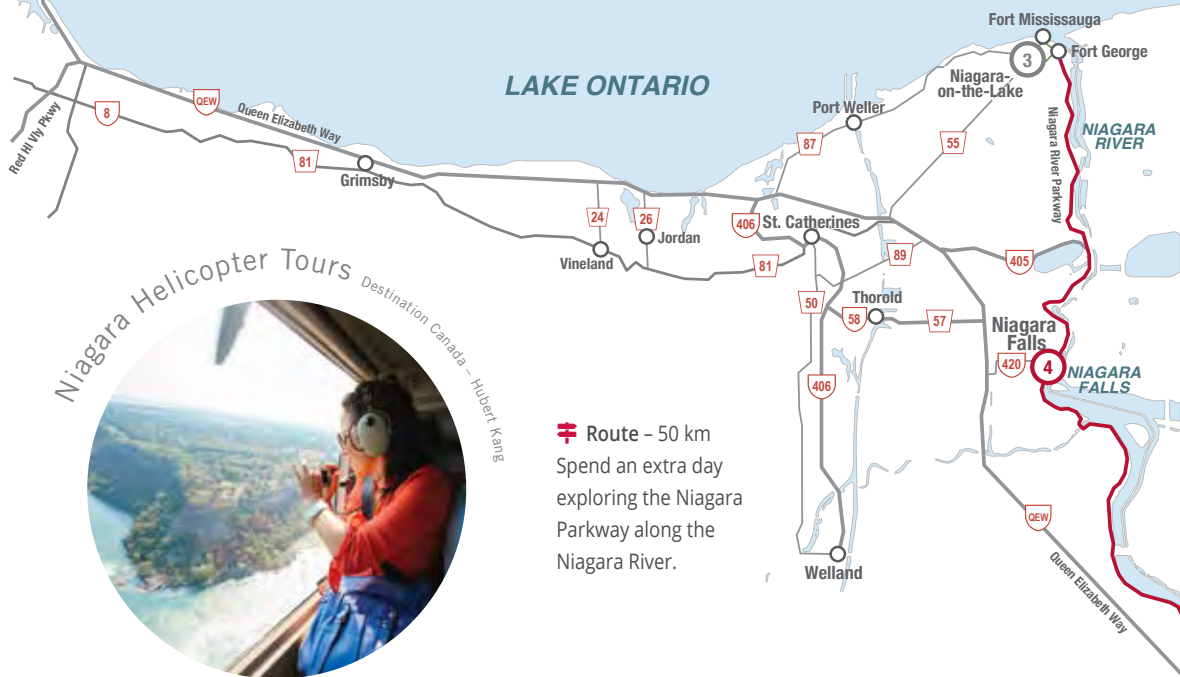 Fort Mississauga
3
Fort George
LAKE ONTARIO
Niagara-
on-the-Lake
Port Weller
NIAGARA
RIVER
Niagara River Parkway
8
QEW
Queen Elizabeth Way
Red Hl Vly Pkwy
81
Grimsby
87
55
24
26
406
St. Catherines
Jordan
Vineland
81
89
405
50
Thorold
58
57
Niagara
Falls
420
4
NIAGARA
FALLS
406
Niagara Helicopter Tours
Destination Canada – Hubert Kang
Route – 50 km
Spend an extra day
exploring the Niagara
Parkway along the
Niagara River.
QEW
Welland
Queen Elizabeth Way